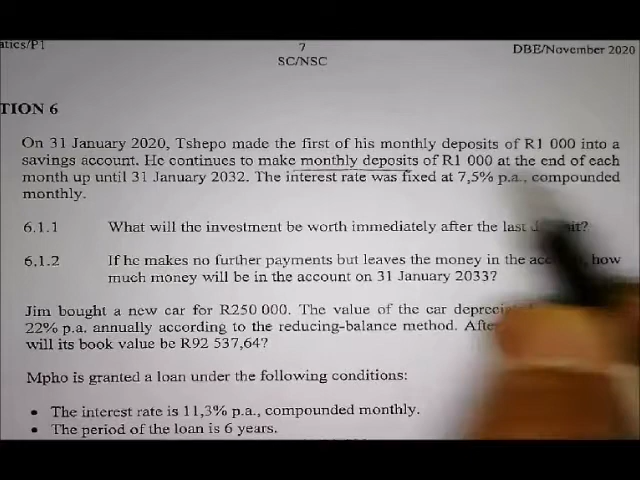 atics/P1
7
DBE/November 2020
SC/NSC
TION 6
On 31 January 2020, Tshepo made the first of his monthly deposits of R1 000 into a
savings account. He continues to make monthly deposits of R1 000 at the end of each
month up until 31 January 2032. The interest rate was fixed at 7,5% p.a., compounded
monthly.
6.1.1 What will the investment be worth immediately after the last
6.1.2 If he makes no further payments but leaves the money in the how
much money will be in the account on 31 January 2033?
Jim bought a new car for R250 000. The value of the car
22% p.a. annually according to the reducing-balance method.
will its book value be R92 537,64?
Mpho is granted a loan under the following conditions:
• The interest rate is 11,3% p.a., compounded monthly.
• The period of the loan is 6 years.